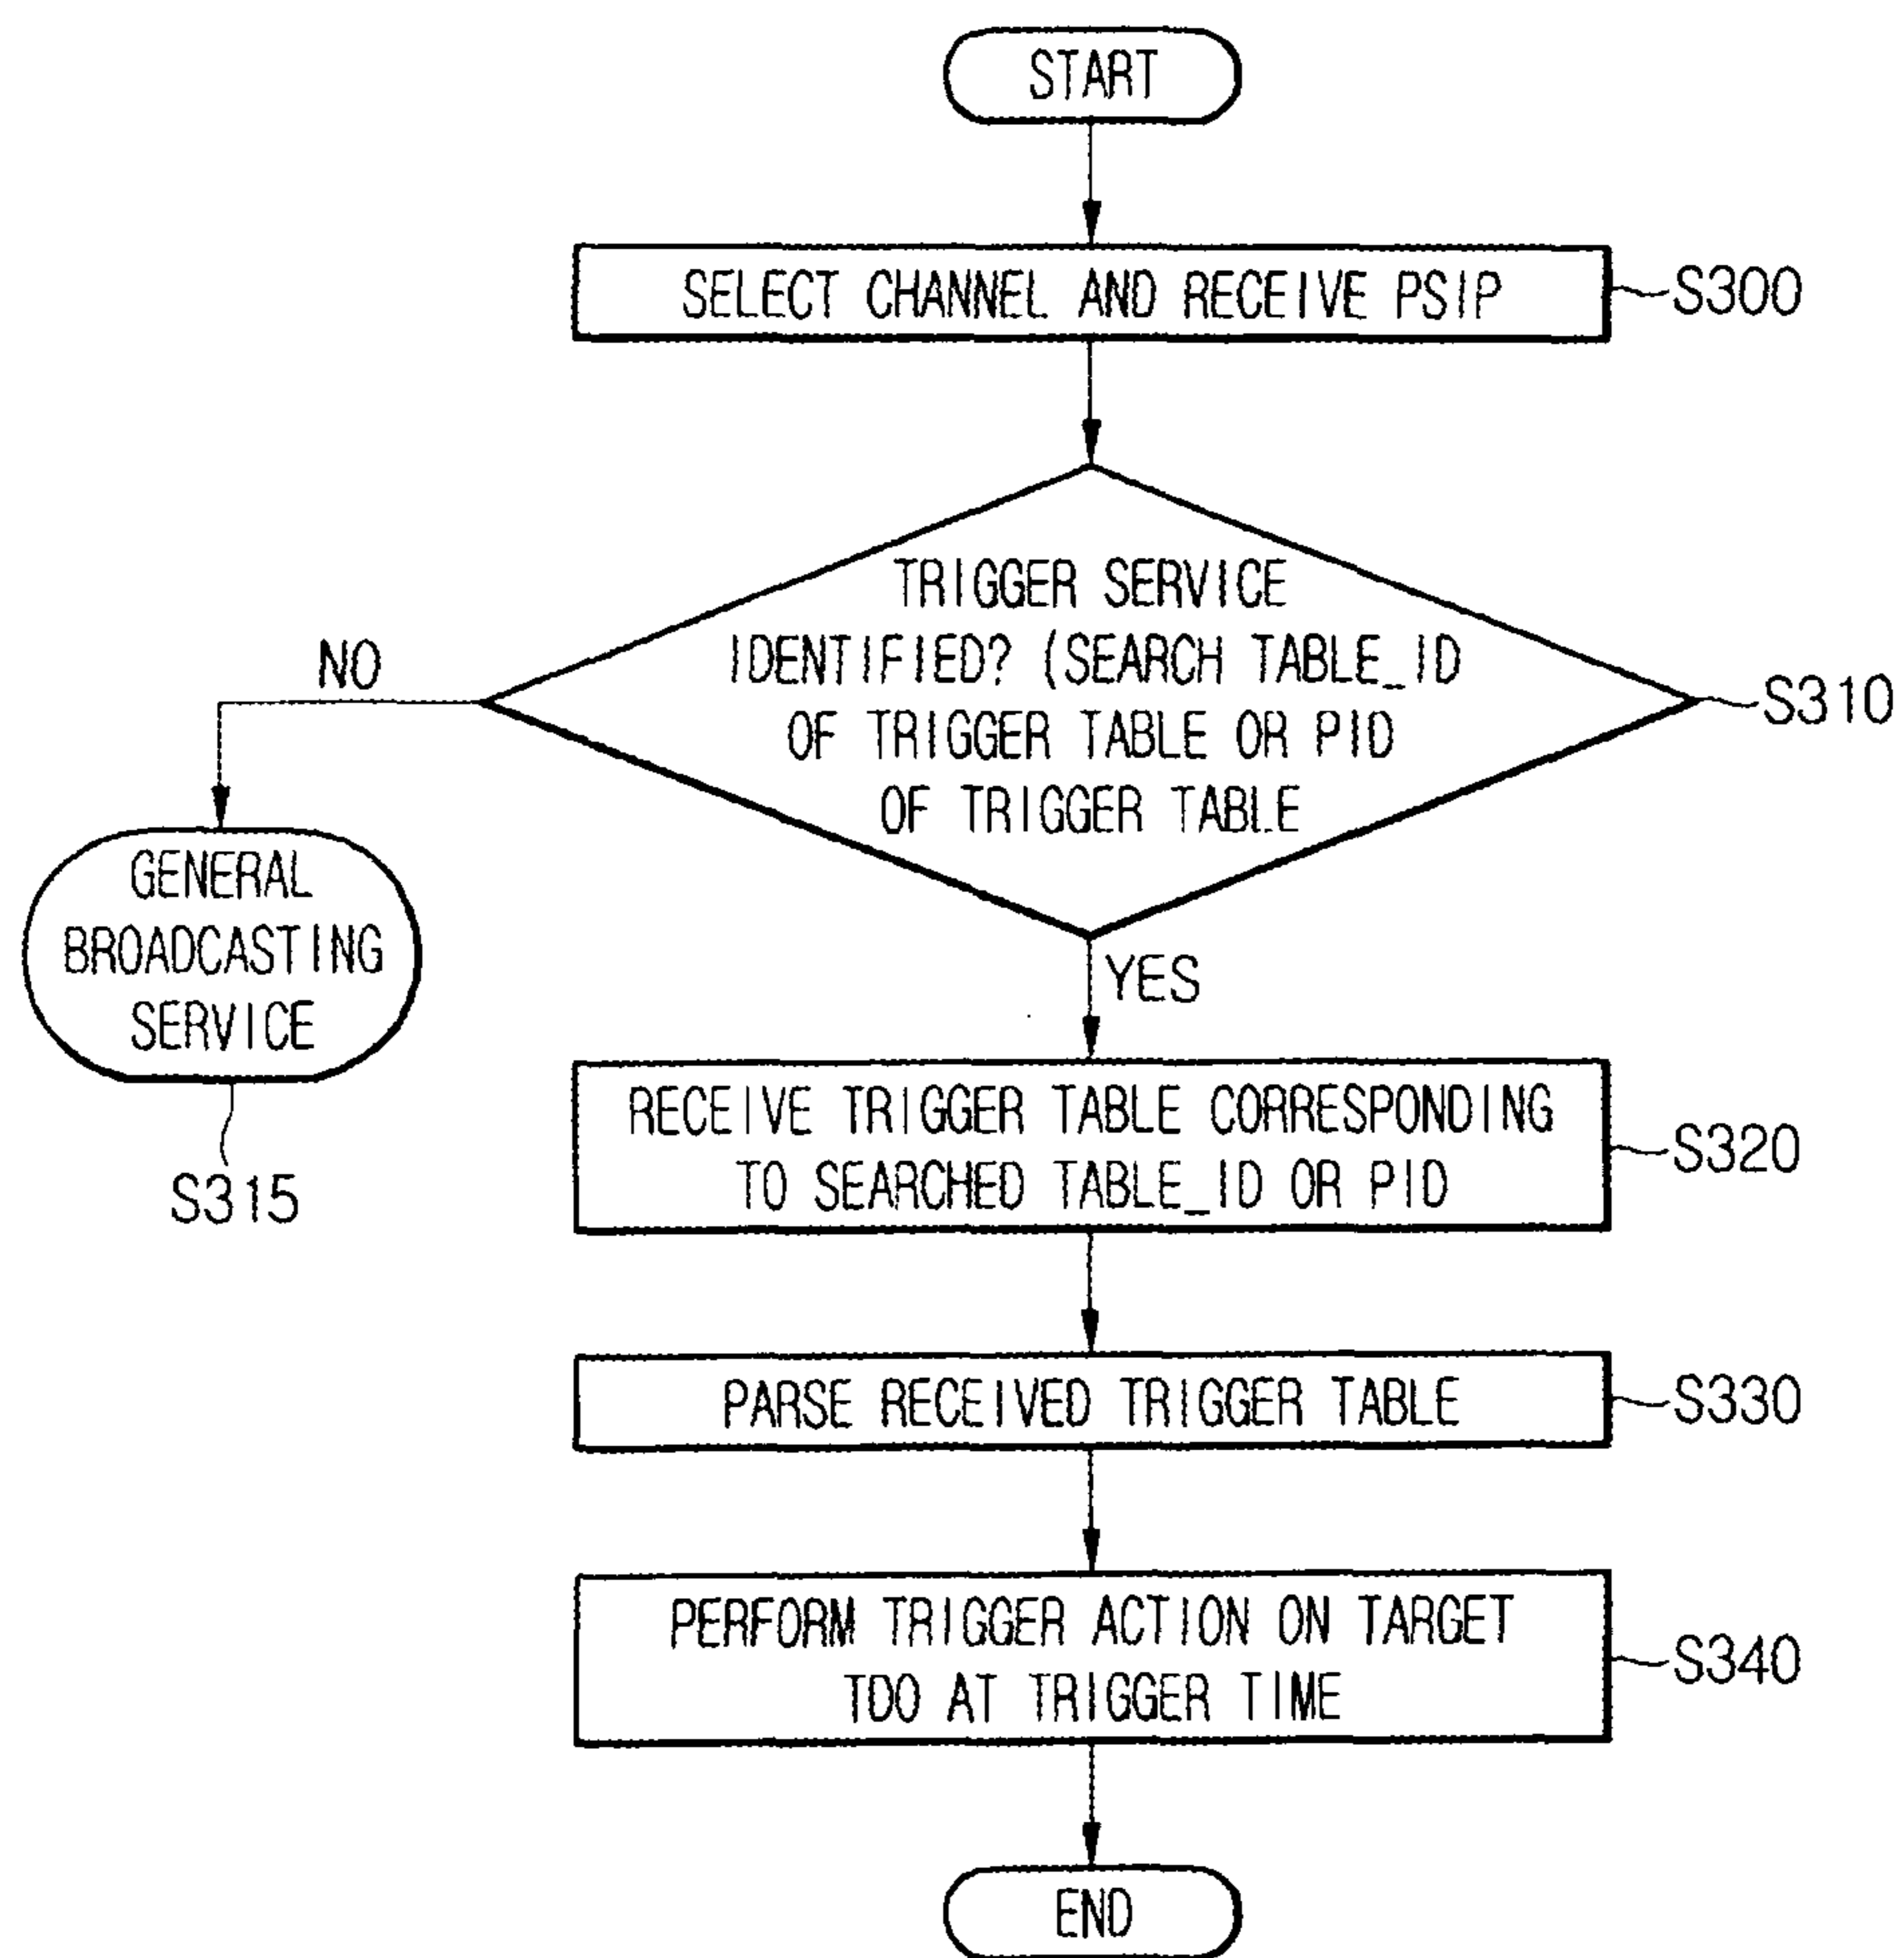 START
SELECT CHANNEL AND RECEIVE PSIP
S300
TRIGGER SERVICE
IDENTIFIED? (SEARCH TABLE_ID
OF TRIGGER TABLE OR PID
OF TRIGGER TABLE
S310
NO
GENERAL
BROADCASTING
SERVICE
S315
YES
RECEIVE TRIGGER TABLE CORRESPONDING
TO SEARCHED TABLE_ID OR PID
S320
PARSE RECEIVED TRIGGER TABLE
S330
PERFORM TRIGGER ACTION ON TARGET
TDO AT TRIGGER TIME
S340
END